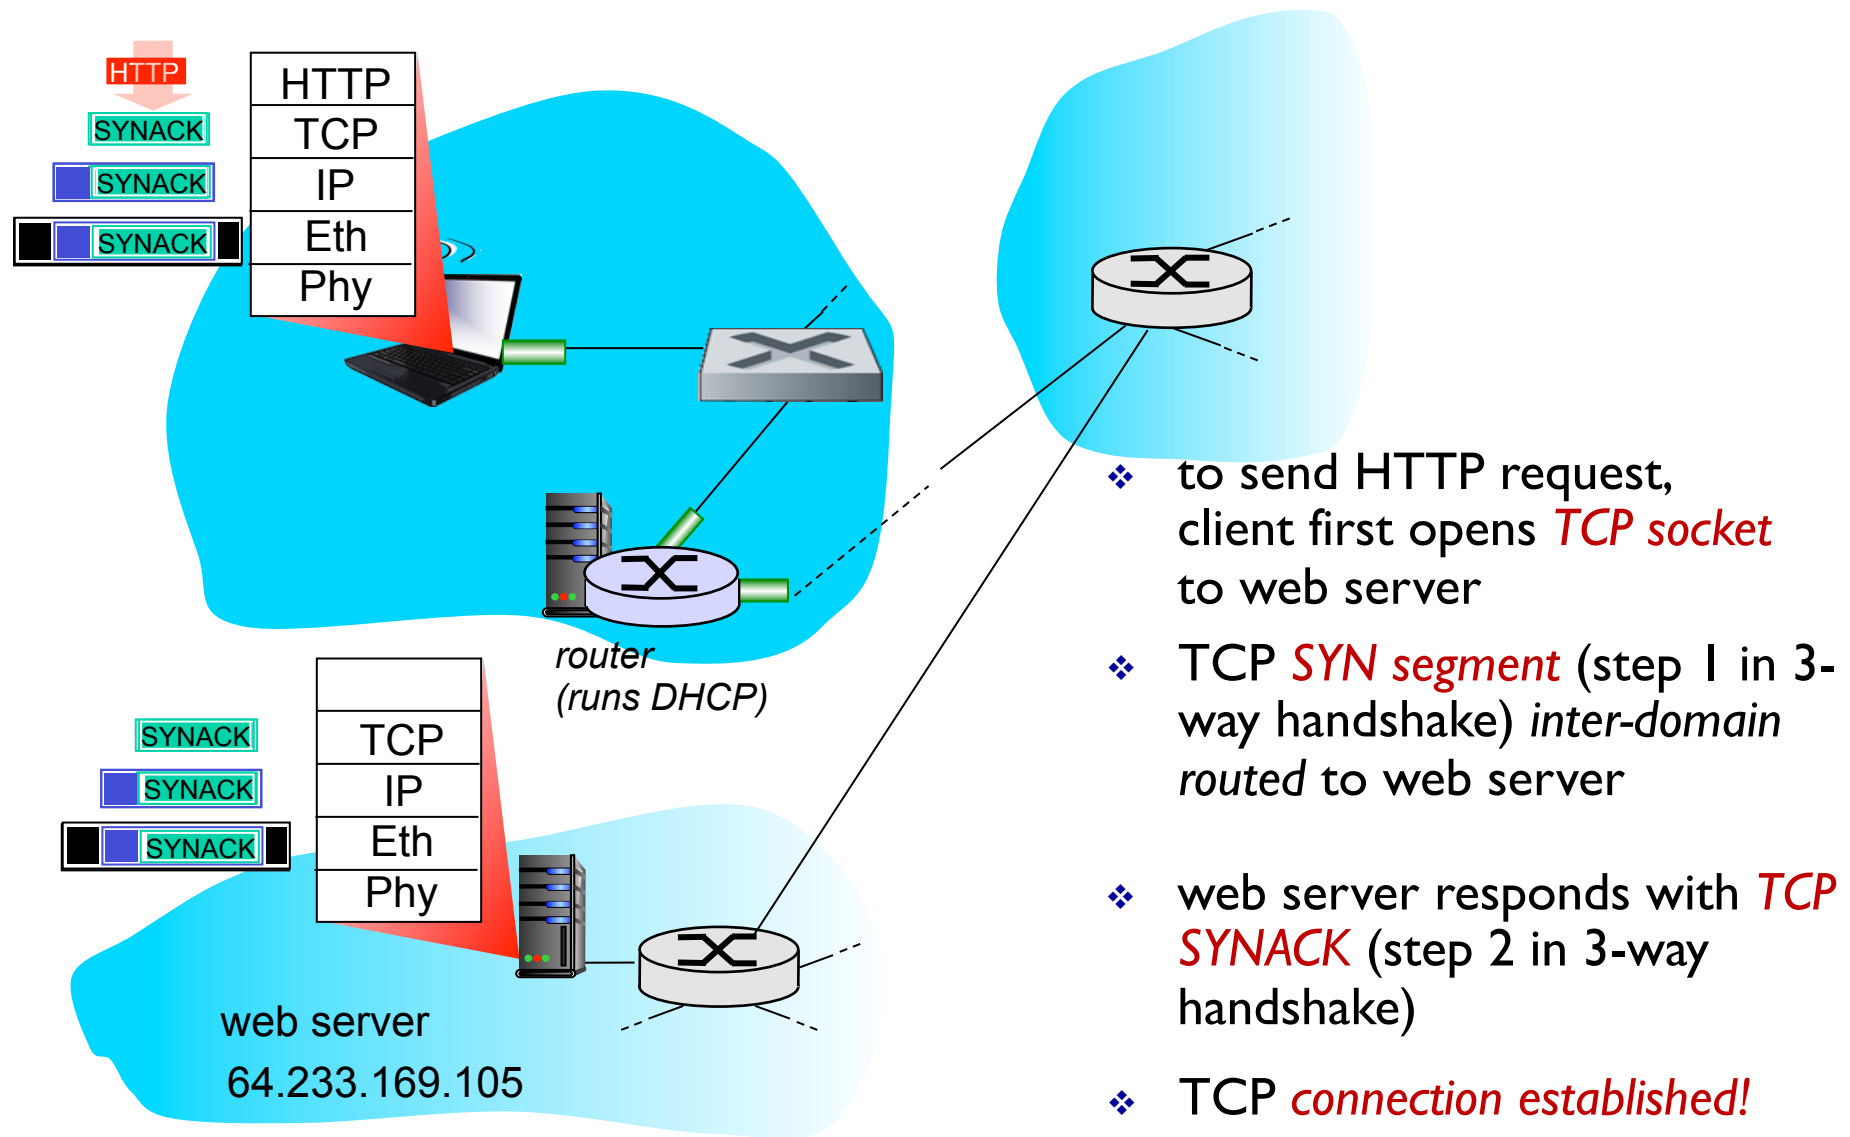 HTTP
SYNACK
SYNACK
SYNACK
HTTP
TCP
IP
Eth
Phy
router
(runs DHCP)
SYNACK
SYNACK
SYNACK
TCP
IP
Eth
Phy
web server
64.233.169.105
❖ to send HTTP request,
client first opens TCP socket
to web server
❖ TCP SYN segment (step 1 in 3-
way handshake) inter-domain
routed to web server
❖ web server responds with TCP
SYNACK (step 2 in 3-way
handshake)
❖ TCP connection established!